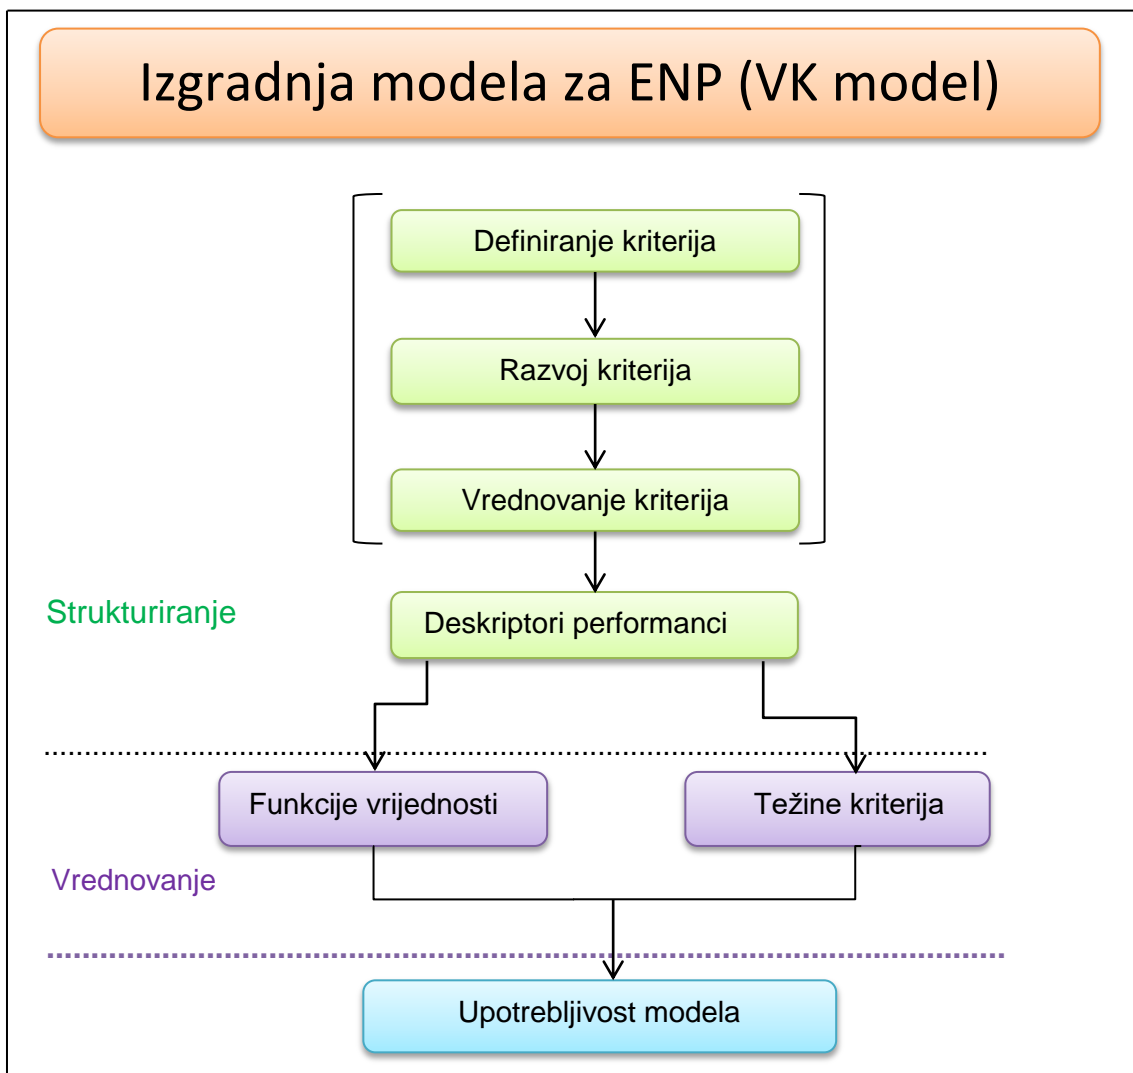 Izgradnja modela za ENP (VK model)
Definiranje kriterija
Razvoj kriterija
Vrednovanje kriterija
Strukturiranje
Deskriptori performanci
Funkcije vrijednosti
Težine kriterija
Vrednovanje
Upotrebljivost modela